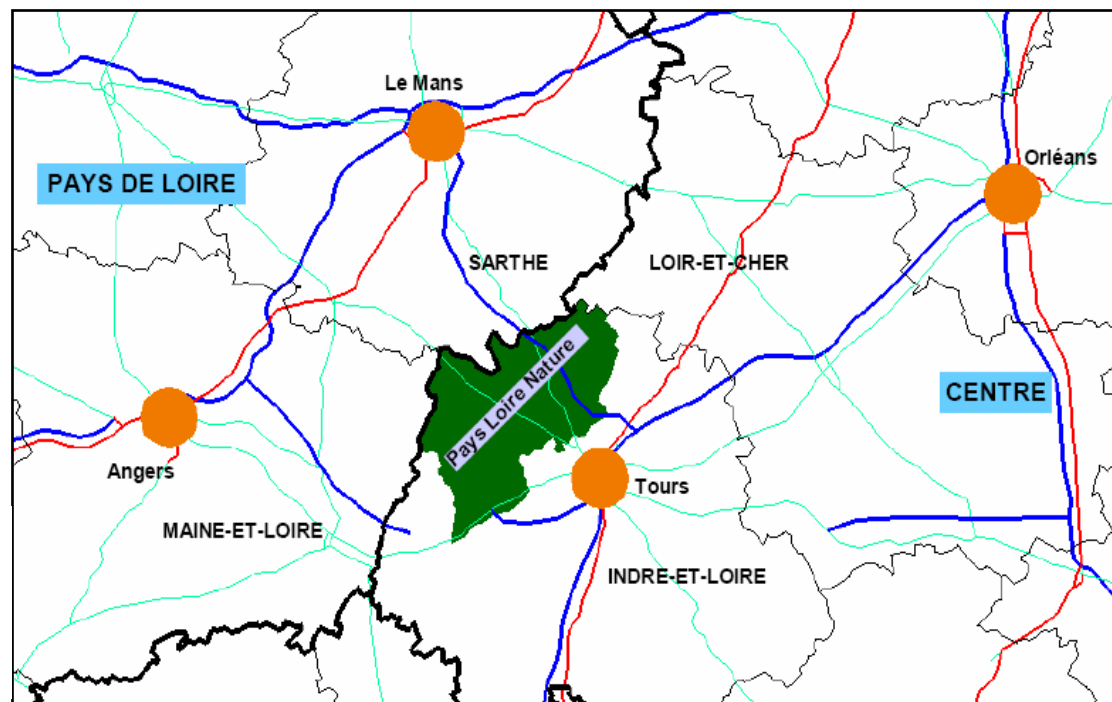 Le Mans
Orléans
PAYS DE LOIRE
SARTHE
LOIR-ET-CHER
Pays Loire Nature
CENTRE
Angers
Tours
MAINE-ET-LOIRE
INDRE-ET-LOIRE